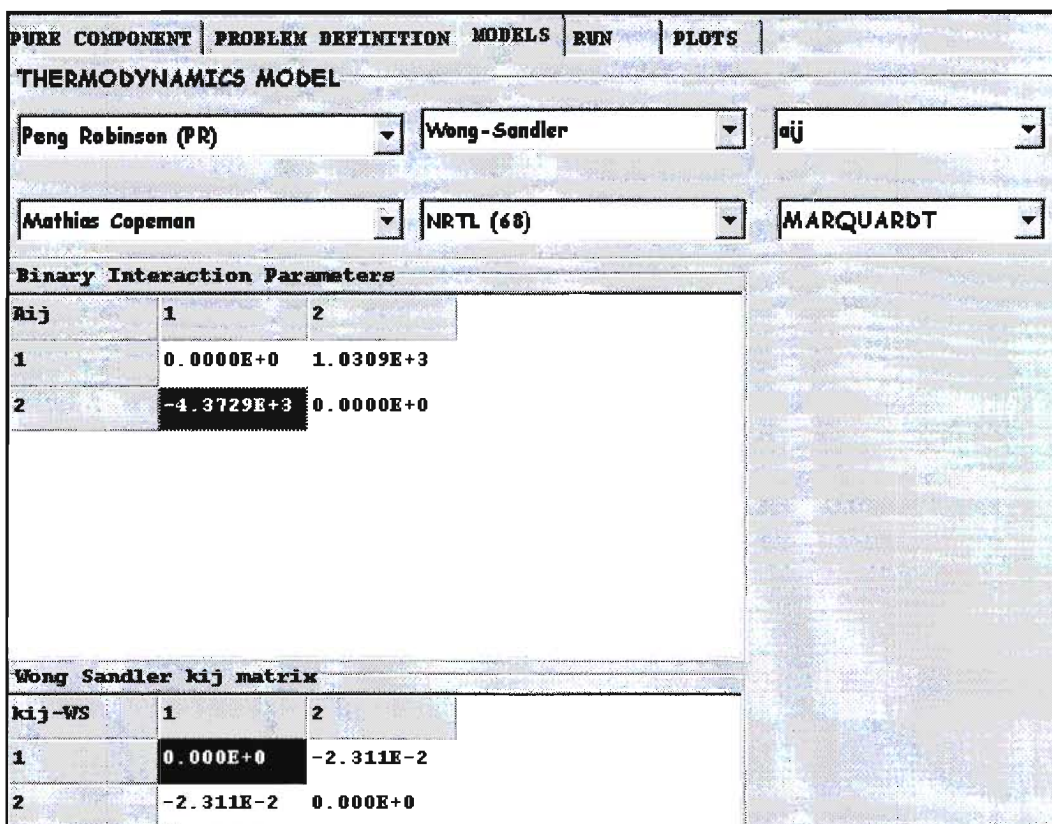 PURE COMPONENT PROBLEM DEFINITION MODELS RUN PLOTS
THERMODYNAMICS MODEL
Peng Robinson (PR) Wong-Sandler aij
Mathias Copeman NRTL (68) MARQUARDT
Binary Interaction Parameters
Aij 1 2
1 0.0000E+0 1.0309E+3
2 -4.3729E+3 0.0000E+0
Wong Sandler kij matrix
kij-WS 1 2
1 0.000E+0 -2.311E-2
2 -2.311E-2 0.000E+0